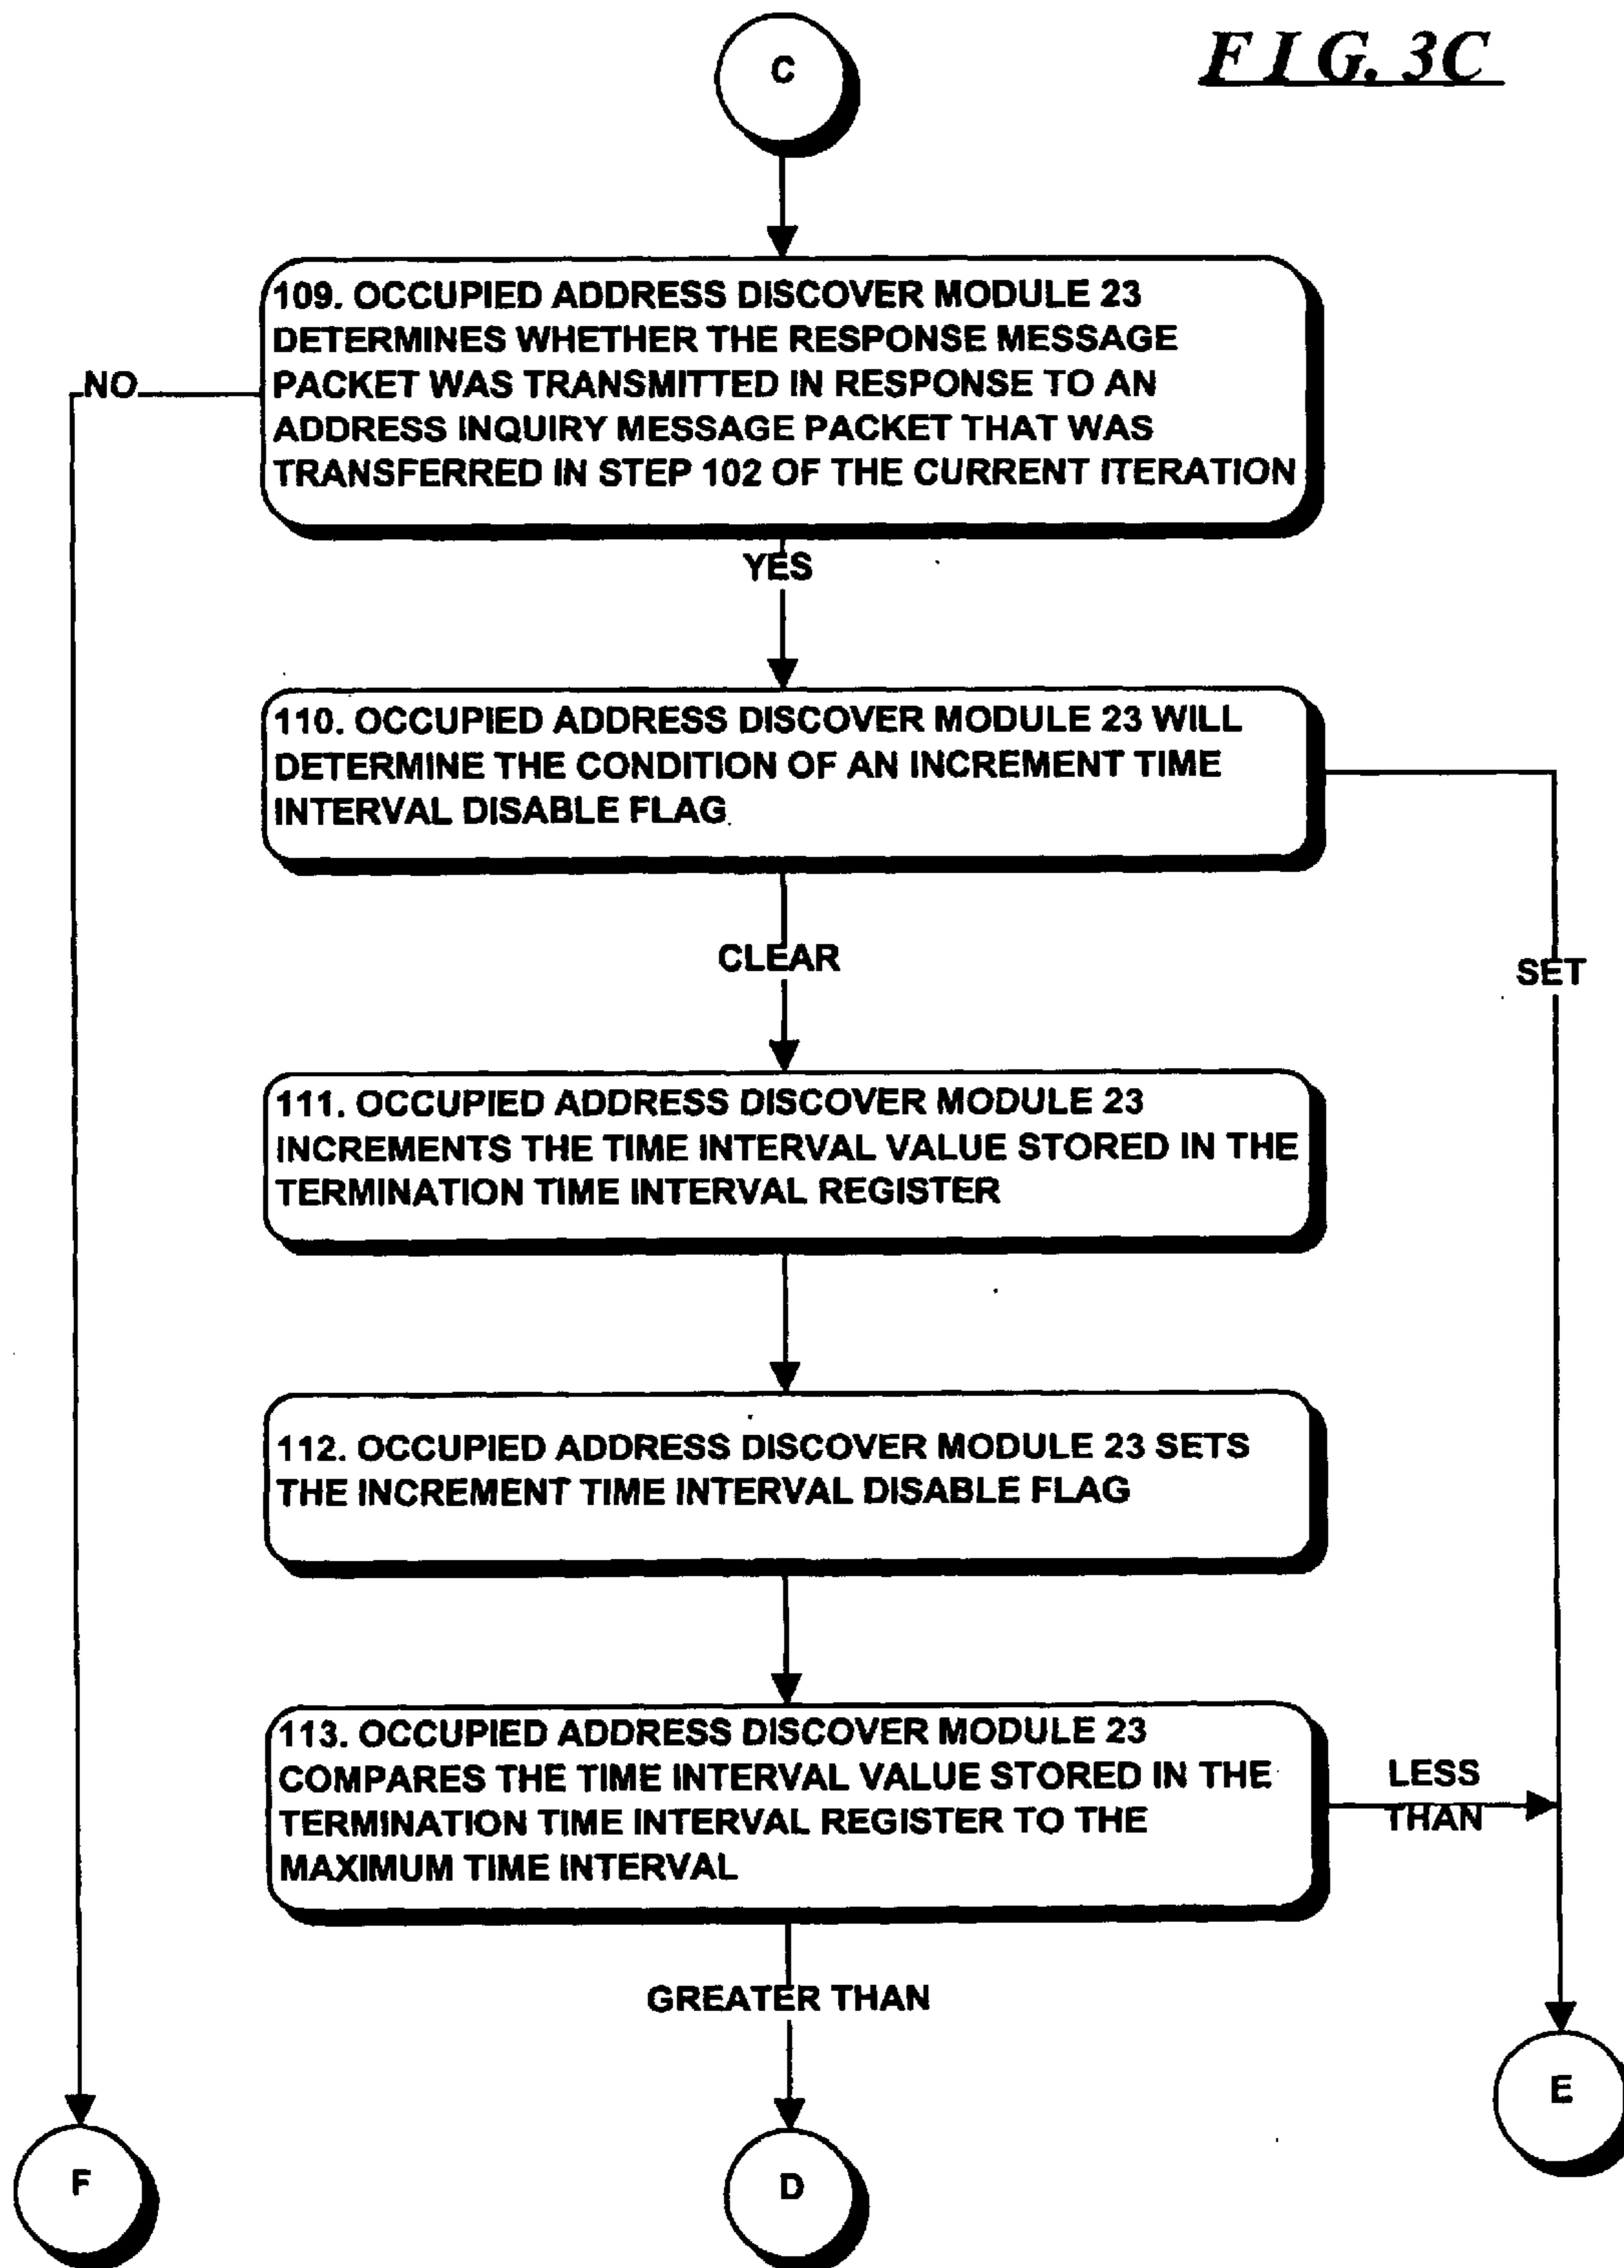 FIG. 3C
C
109. OCCUPIED ADDRESS DISCOVER MODULE 23
DETERMINES WHETHER THE RESPONSE MESSAGE
PACKET WAS TRANSMITTED IN RESPONSE TO AN
ADDRESS INQUIRY MESSAGE PACKET THAT WAS
TRANSFERRED IN STEP 102 OF THE CURRENT ITERATION
NO
YES
110. OCCUPIED ADDRESS DISCOVER MODULE 23 WILL
DETERMINE THE CONDITION OF AN INCREMENT TIME
INTERVAL DISABLE FLAG
CLEAR
SET
111. OCCUPIED ADDRESS DISCOVER MODULE 23
INCREMENTS THE TIME INTERVAL VALUE STORED IN THE
TERMINATION TIME INTERVAL REGISTER
112. OCCUPIED ADDRESS DISCOVER MODULE 23 SETS
THE INCREMENT TIME INTERVAL DISABLE FLAG
113. OCCUPIED ADDRESS DISCOVER MODULE 23
COMPARES THE TIME INTERVAL VALUE STORED IN THE
TERMINATION TIME INTERVAL REGISTER TO THE
MAXIMUM TIME INTERVAL
LESS
THAN
GREATER THAN
E
F
D